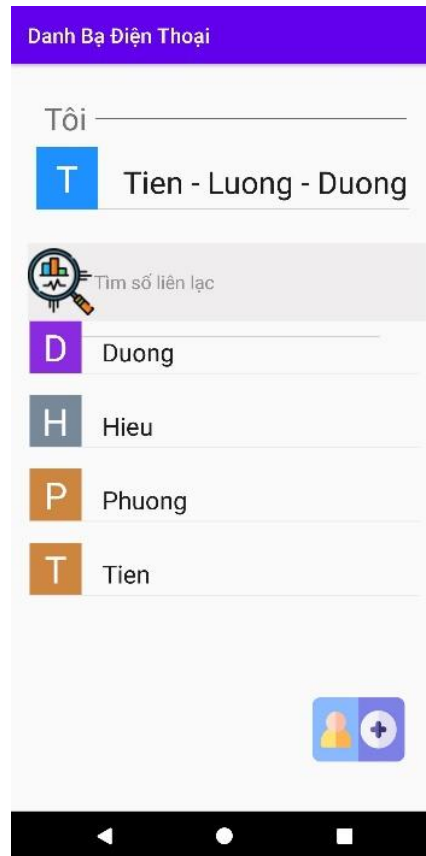 Danh Bạ Điện Thoại
Tôi
T
Tien - Luong - Duong
Tìm số liên lạc
D
Duong
H
Hieu
P
Phuong
T
Tien